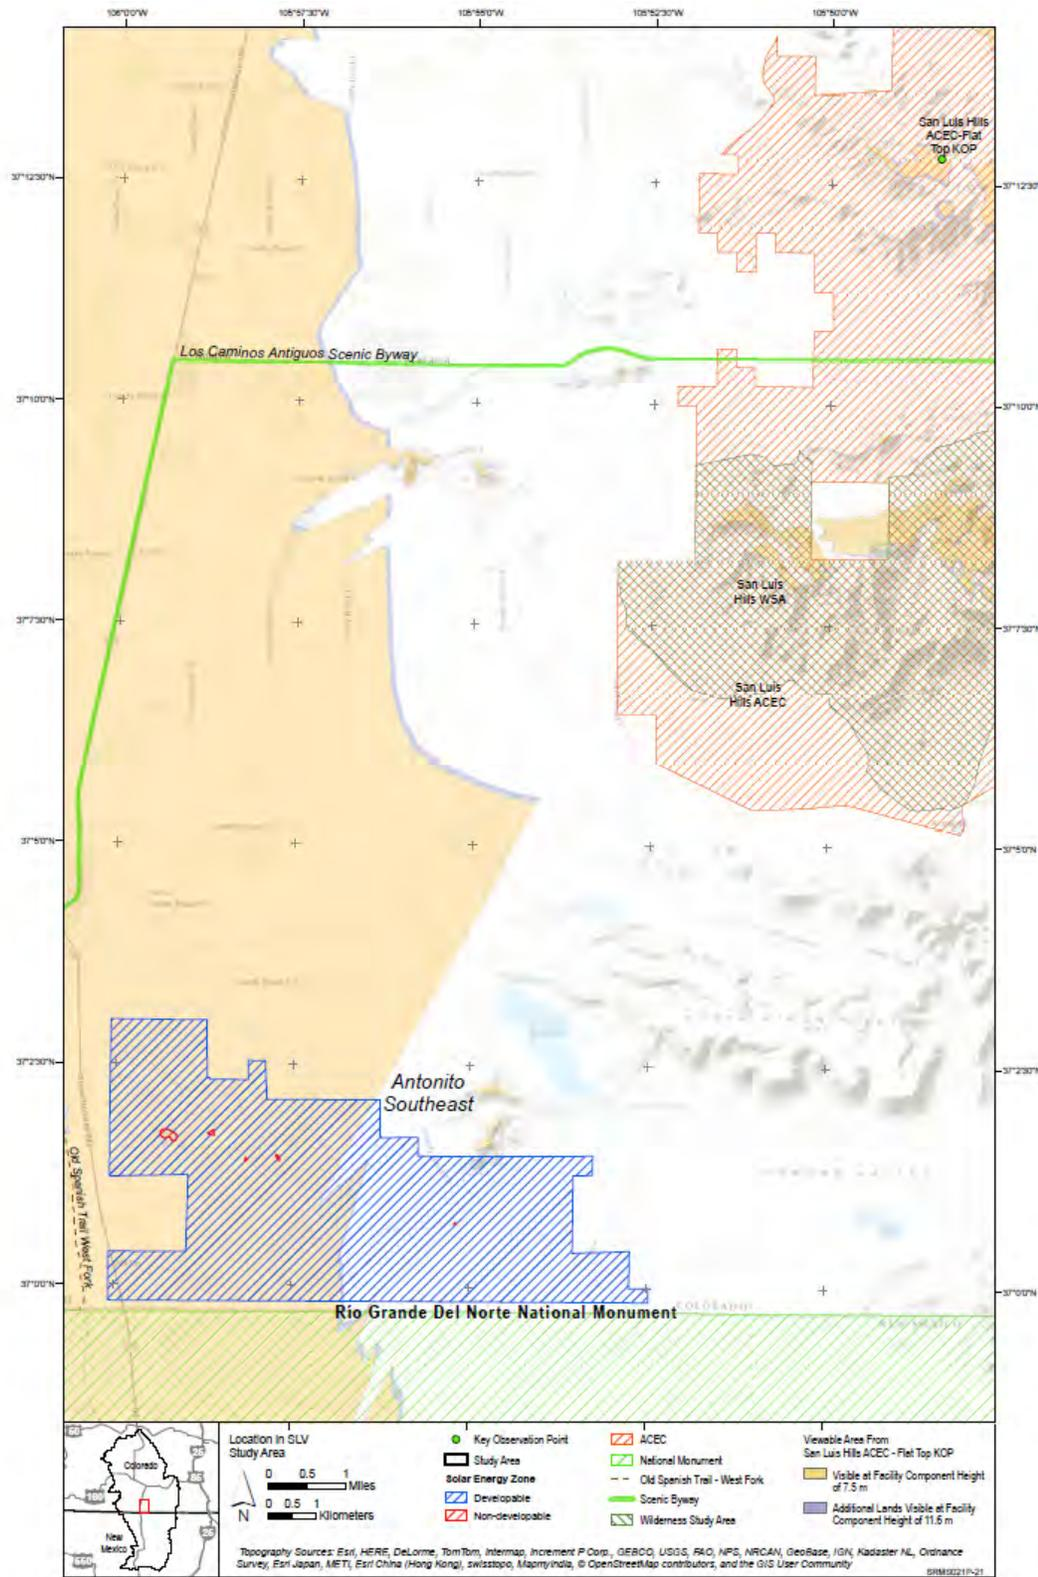 106°0'0"W
105°57'30"W
105°55'0"W
105°52'30"W
105°50'0"W
San Luis Hills
ACEC-Flat
Top KOP
37°12'30"N
37°12'30"N
Los Caminos Antiguos Scenic Byway
37°10'0"N
37°10'0"N
San Luis
Hills WSA
37°7'30"N
37°7'30"N
San Luis
Hills ACEC
37°5'0"N
37°5'0"N
37°2'30"N
37°2'30"N
Antonito
Southeast
Old Spanish Trail West Fork
37°0'0"N
37°0'0"N
COLORADO
Rio Grande Del Norte National Monument
Location in SLV
Study Area
Colorado
New
Mexico
0 0.5 1
Miles
0 0.5 1
Kilometers
N
Key Observation Point
Study Area
Solar Energy Zone
Developable
Non-developable
ACEC
National Monument
Old Spanish Trail - West Fork
Scenic Byway
Wilderness Study Area
Viewable Area From
San Luis Hills ACEC - Flat Top KOP
Visible at Facility Component Height
of 7.5 m
Additional Lands Visible at Facility
Component Height of 11.6 m
Topography Sources: Esri, HERE, DeLorme, TomTom, Intermap, Increment P Corp., GEBCO, USGS, FAO, NPS, NRCAN, GeoBase, IGN, Kadaster NL, Ordnance
Survey, Esri Japan, METI, Esri China (Hong Kong), swisstopo, MapmyIndia, © OpenStreetMap contributors, and the GIS User Community
SRMS021P-21